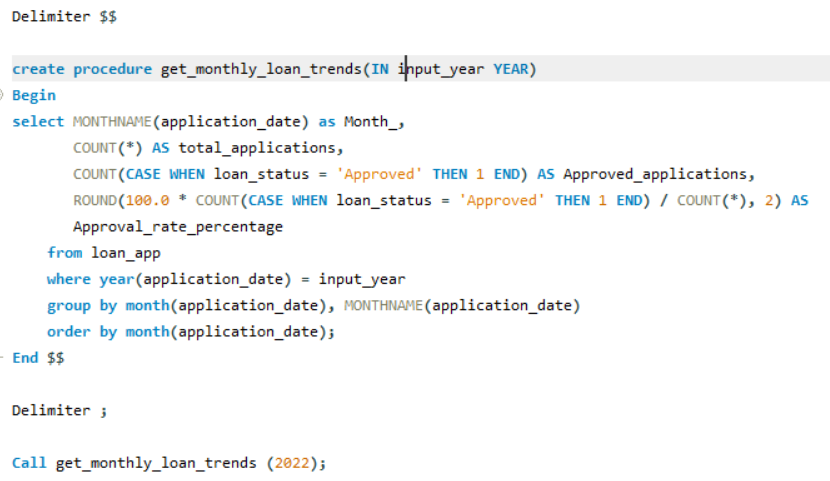 Delimiter $$
create procedure get_monthly_loan_trends(IN input_year YEAR)
Begin
select MONTHNAME(application_date) as Month_,
COUNT(*) AS total_applications,
COUNT(CASE WHEN loan_status = 'Approved' THEN 1 END) AS Approved_applications,
ROUND(100.0 * COUNT(CASE WHEN loan_status = 'Approved' THEN 1 END) / COUNT(*), 2) AS
Approval_rate_percentage
from loan_app
where year(application_date) = input_year
group by month(application_date), MONTHNAME(application_date)
order by month(application_date);
End $$
Delimiter ;
Call get_monthly_loan_trends (2022);